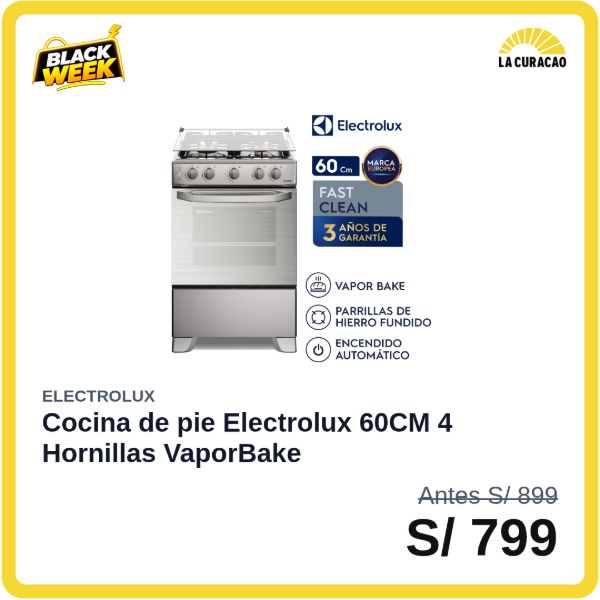 BLACK
WEEK
LA CURACAO
Electrolux
60 Cm
MARCA
EUROPEA
FAST
CLEAN
3 AÑOS DE
GARANTÍA
VAPOR BAKE
PARRILLAS DE
HIERRO FUNDIDO
ENCENDIDO
AUTOMÁTICO
ELECTROLUX
Cocina de pie Electrolux 60CM 4
Hornillas VaporBake
Antes S/ 899
S/ 799